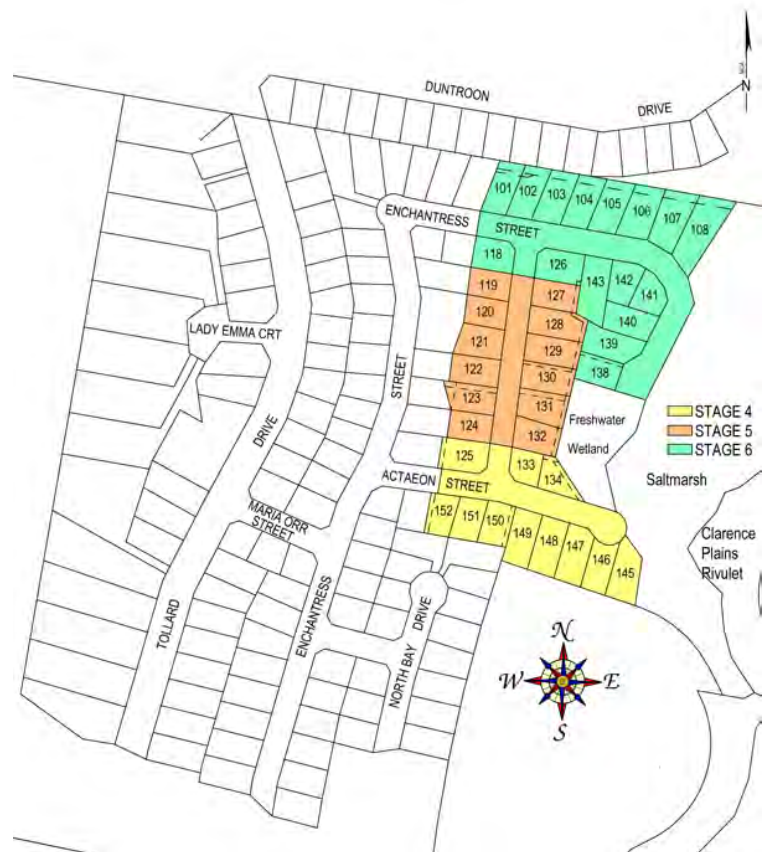 DUNTROON
DRIVE
N
101
102
103
104
105
106
107
108
ENCHANTRESS
STREET
118
126
143
142
141
119
127
120
128
140
121
129
139
LADY EMMA CRT
122
130
138
STREET
123
131
124
132
Freshwater
Wetland
STAGE 4
STAGE 5
STAGE 6
DRIVE
125
133
134
Saltmarsh
ACTAEON STREET
MARIA ORR
STREET
152
151
150
149
148
147
146
145
Clarence
Plains
Rivulet
TOLLARD
ENCHANTRESS
NORTH BAY DRIVE
N
W
E
S